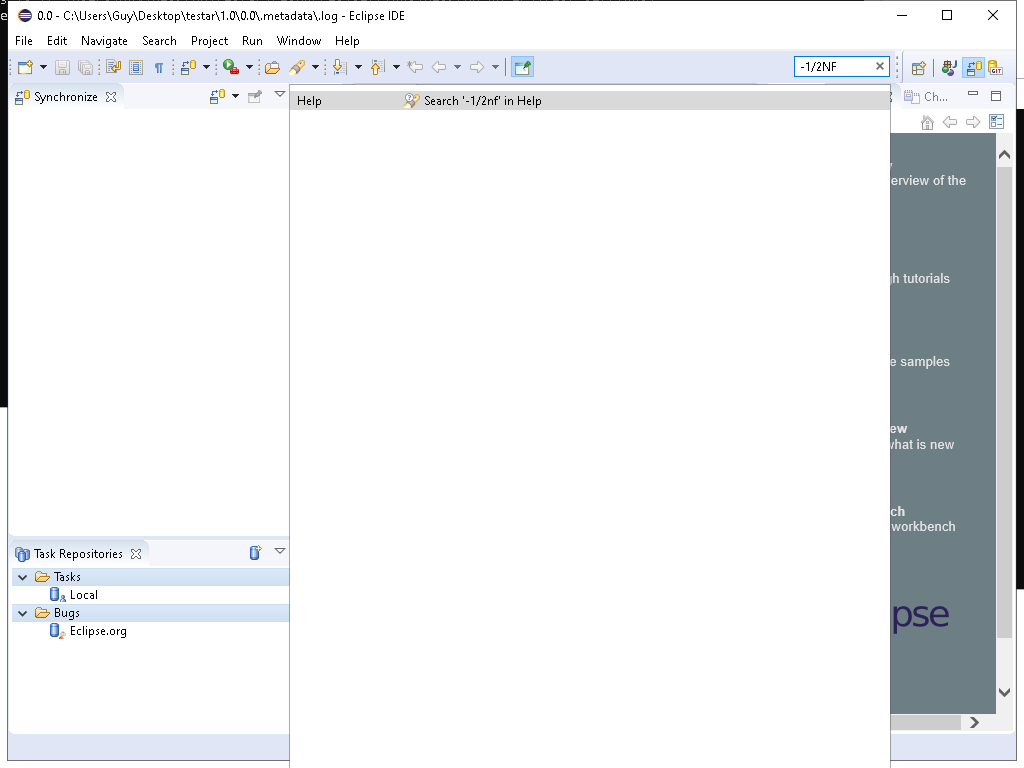 0.0 - C:\Users\Guy\Desktop\testar\1.0\0.0\.metadata\.log - Eclipse IDE
File Edit Navigate Search Project Run Window Help
-1/2NF
GIT
Synchronize
Help Search '-1/2nf' in Help
Ch...
erview of the
gh tutorials
e samples
ew
what is new
ch
workbench
pse
Task Repositories
Tasks
Local
Bugs
Eclipse.org